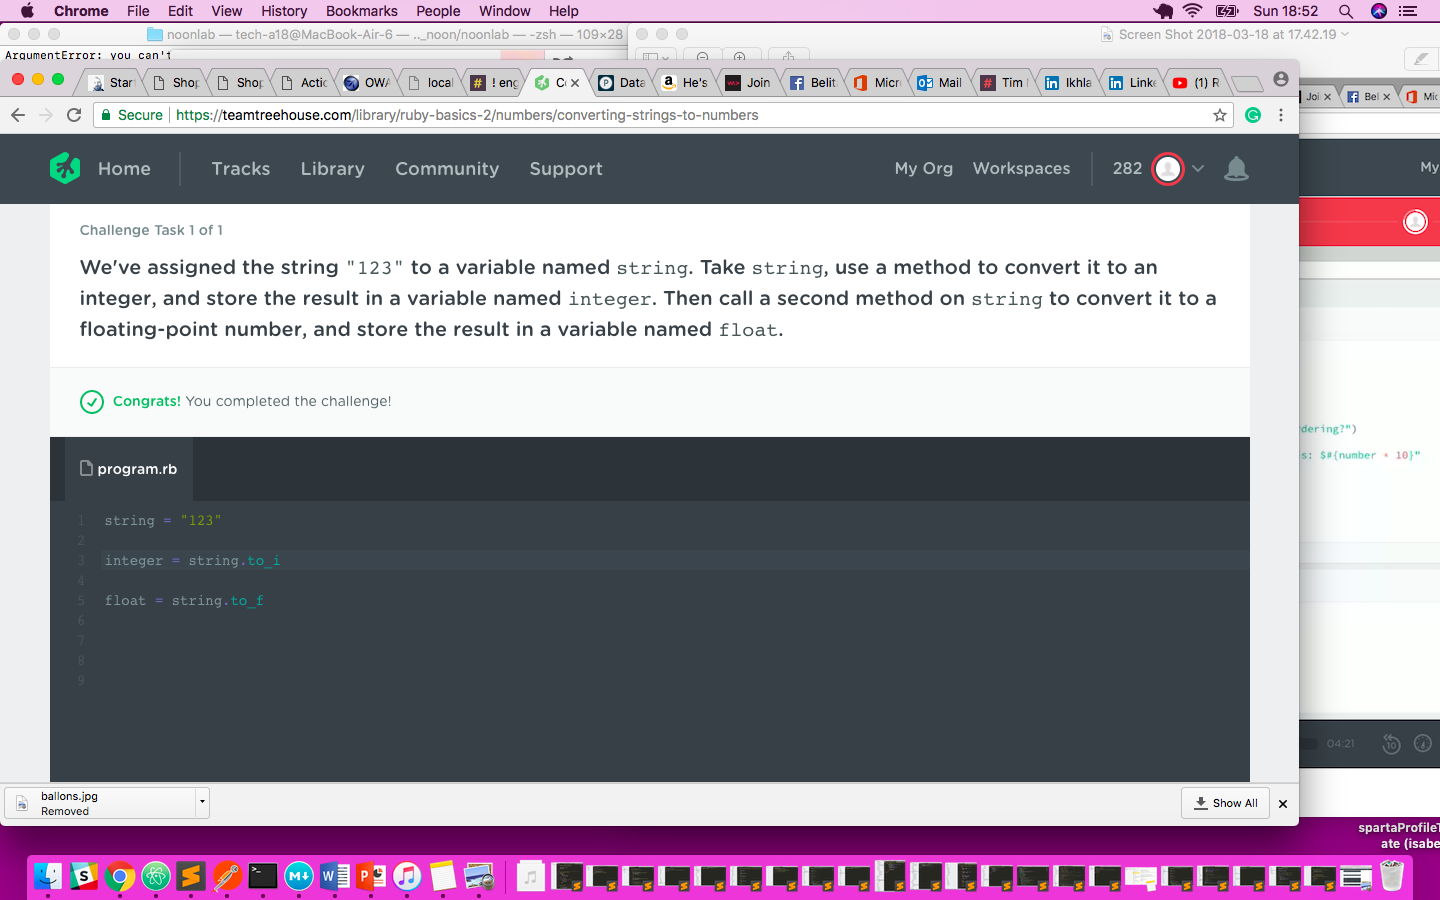 Chrome File Edit View History Bookmarks People Window Help Sun 18:52
noonlab — tech-a18@MacBook-Air-6 — .._noon/noonlab — -zsh — 109×28
Screen Shot 2018-03-18 at 17.42.19
ArgumentError: you can't
Star Shop Shop Actic OWA local ! eng Co Data He's Join Belit Micr Mail Tim Ikhla Linke (1) R
Joi Bel Mic
Secure https://teamtreehouse.com/library/ruby-basics-2/numbers/converting-strings-to-numbers
Home Tracks Library Community Support My Org Workspaces 282
My
Challenge Task 1 of 1
We've assigned the string "123" to a variable named string. Take string, use a method to convert it to an
integer, and store the result in a variable named integer. Then call a second method on string to convert it to a
floating-point number, and store the result in a variable named float.
Congrats! You completed the challenge!
dering?")
s: $#{number * 10}"
program.rb
1 string = "123"
2
3 integer = string.to_i
4
5 float = string.to_f
6
7
8
9
04:21
10
ballons.jpg
Removed
Show All
spartaProfileT
ate (isabe